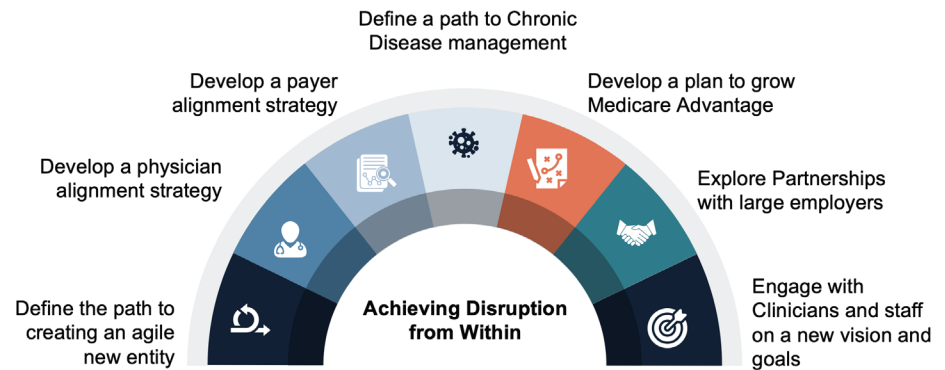 Define a path to Chronic
Disease management
Develop a payer
alignment strategy
Develop a plan to grow
Medicare Advantage
Develop a physician
alignment strategy
Explore Partnerships
with large employers
Define the path to
creating an agile
new entity
Achieving Disruption
from Within
Engage with
Clinicians and staff
on a new vision and
goals